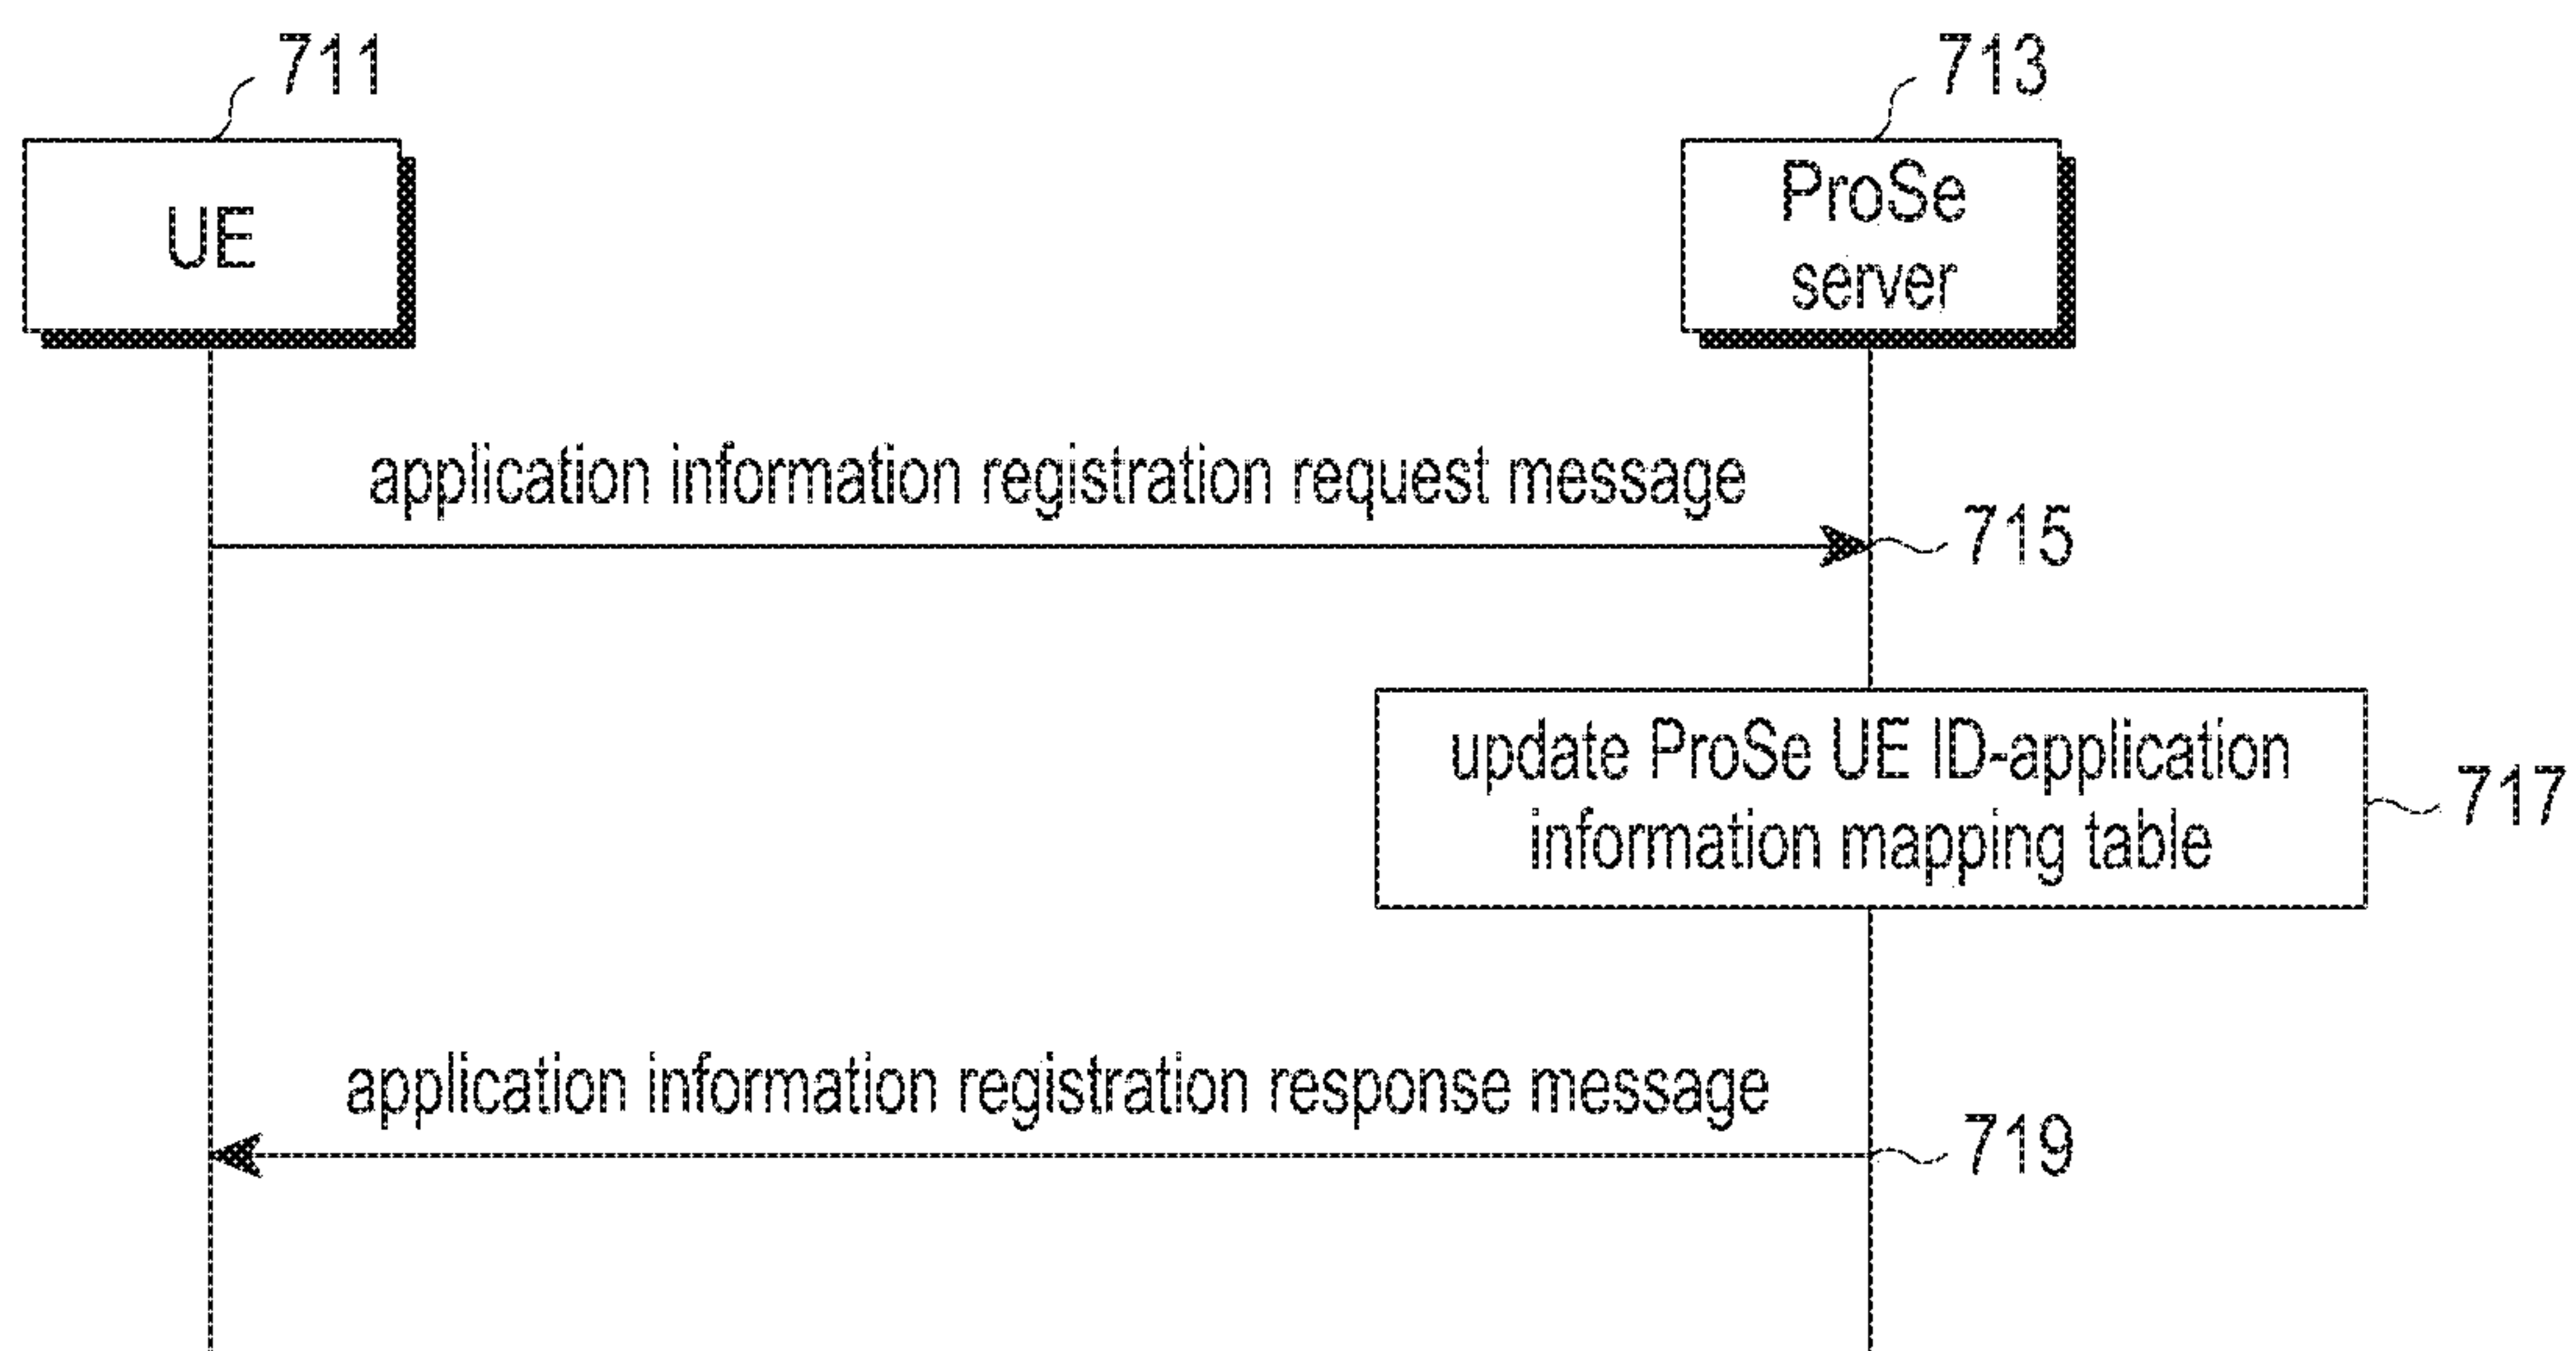 711
713
UE
ProSe
server
application information registration request message
715
update ProSe UE ID-application
information mapping table
717
application information registration response message
719